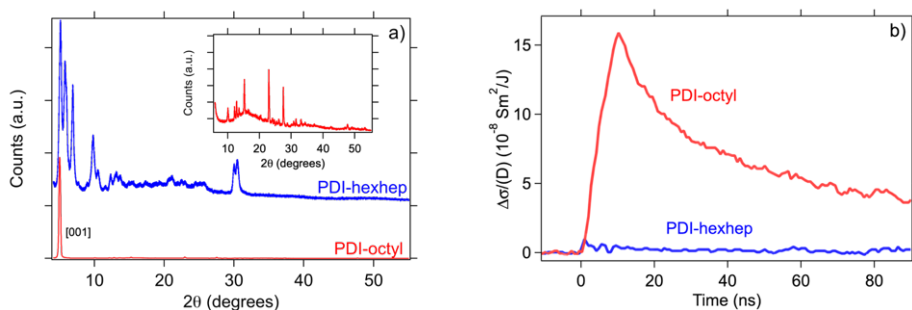 a)
Counts (a.u.)
Counts (a.u.)
10 20 30 40 50
2θ (degrees)
PDI-hexhep
PDI-octyl
[001]
10 20 30 40 50
2θ (degrees)
b)
Δσ/(D) (10⁻⁸ Sm²/J)
15
10
5
0
PDI-octyl
PDI-hexhep
0 20 40 60 80
Time (ns)